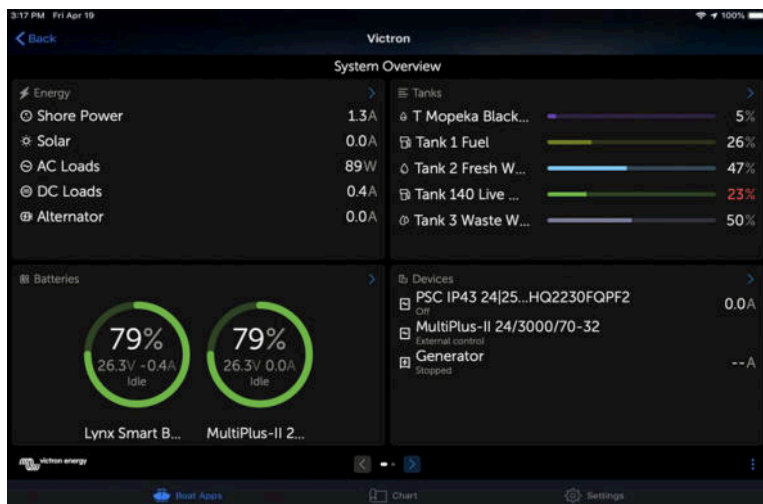 3:17 PM Fri Apr 19
100%
Back
Victron
System Overview
Energy
Shore Power 1.3A
Solar 0.0A
AC Loads 89W
DC Loads 0.4A
Alternator 0.0A
Tanks
T Mopeka Black... 5%
Tank 1 Fuel 26%
Tank 2 Fresh W... 47%
Tank 140 Live ... 23%
Tank 3 Waste W... 50%
Batteries
79% 79%
26.3V -0.4A 26.3V 0.0A
Idle Idle
Lynx Smart B... MultiPlus-II 2...
Devices
PSC IP43 24|25...HQ2230FQPF2 0.0A
Off
MultiPlus-II 24/3000/70-32
External control
Generator --A
Stopped
victron energy
Boat Apps Chart Settings